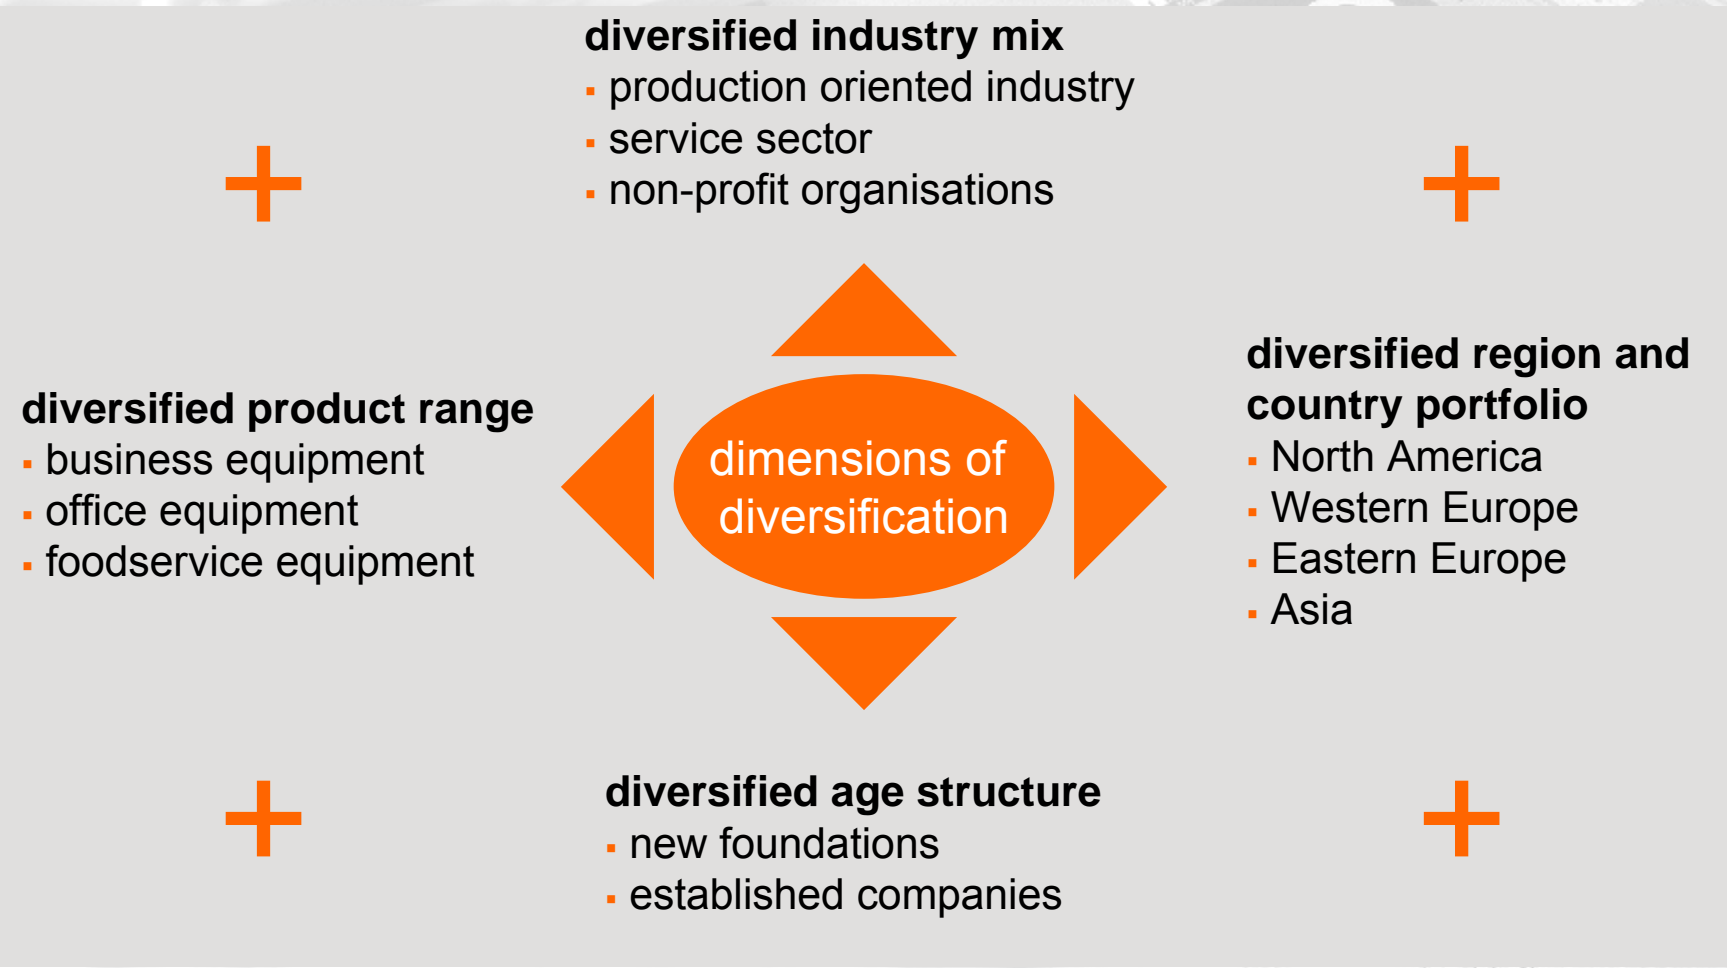 diversified industry mix
▪ production oriented industry
▪ service sector
▪ non-profit organisations
diversified product range
▪ business equipment
▪ office equipment
▪ foodservice equipment
dimensions of
diversification
diversified region and
country portfolio
▪ North America
▪ Western Europe
▪ Eastern Europe
▪ Asia
diversified age structure
▪ new foundations
▪ established companies